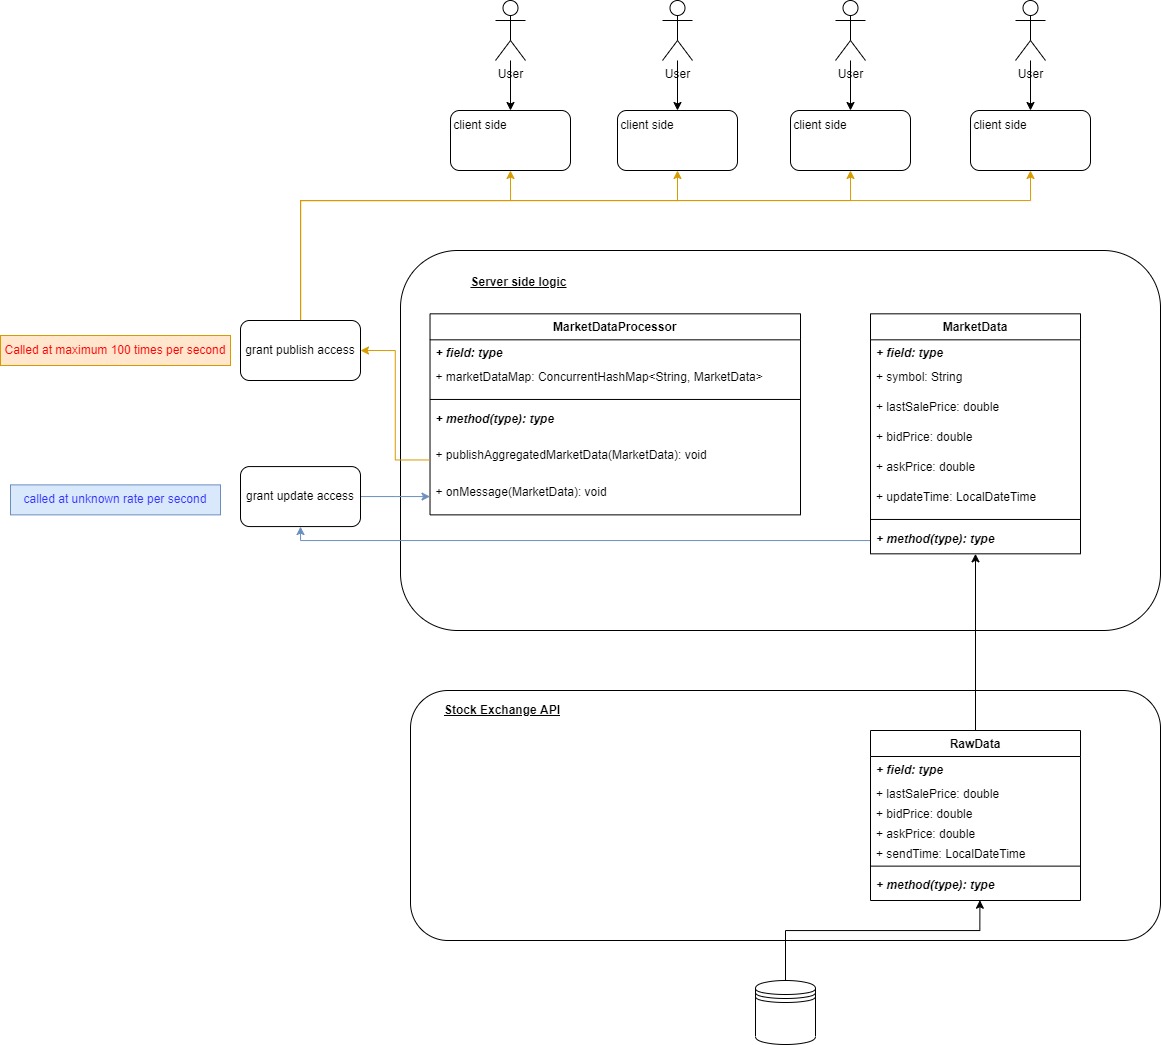 User
User
User
User
client side
client side
client side
client side
Server side logic
MarketDataProcessor
+ field: type
+ marketDataMap: ConcurrentHashMap<String, MarketData>
+ method(type): type
+ publishAggregatedMarketData(MarketData): void
+ onMessage(MarketData): void
MarketData
+ field: type
+ symbol: String
+ lastSalePrice: double
+ bidPrice: double
+ askPrice: double
+ updateTime: LocalDateTime
+ method(type): type
Called at maximum 100 times per second
grant publish access
called at unknown rate per second
grant update access
Stock Exchange API
RawData
+ field: type
+ lastSalePrice: double
+ bidPrice: double
+ askPrice: double
+ sendTime: LocalDateTime
+ method(type): type